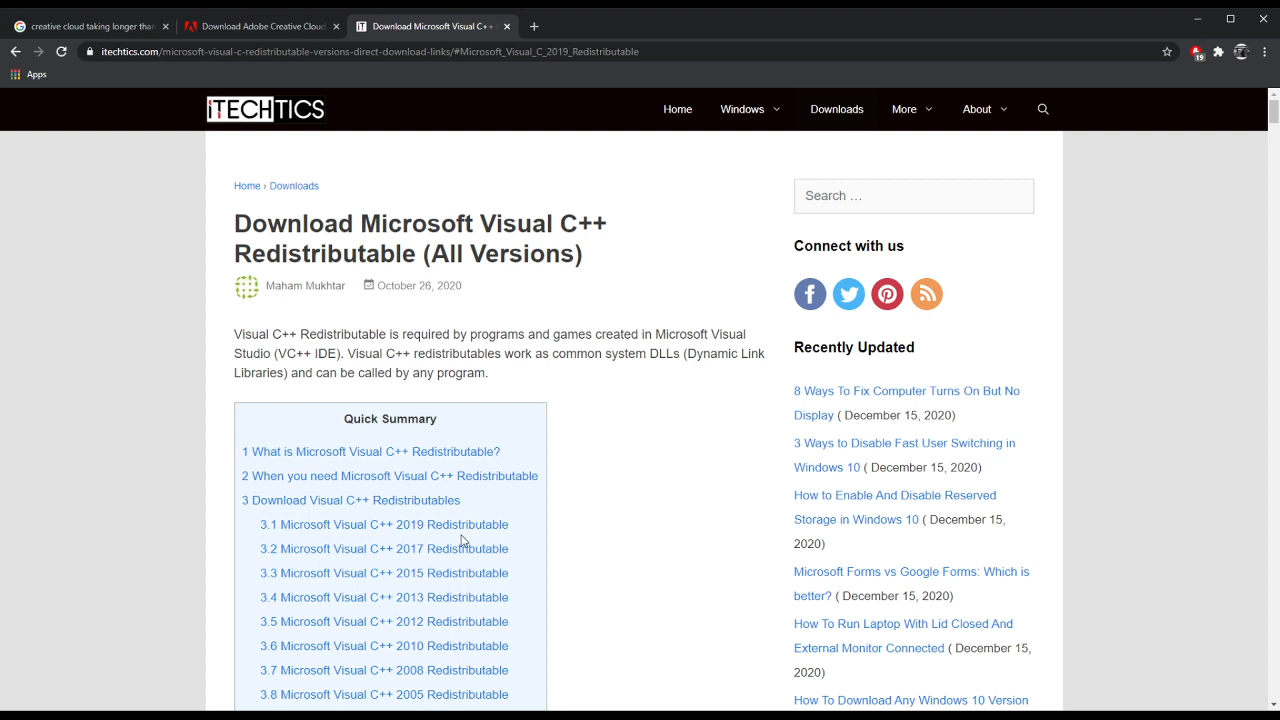 creative cloud taking longer than
Download Adobe Creative Cloud
IT Download Microsoft Visual C++
itechtics.com/microsoft-visual-c-redistributable-versions-direct-download-links/#Microsoft_Visual_C_2019_Redistributable
19
Apps
iTECHTICS
Home
Windows
Downloads
More
About
Home › Downloads
Search …
Download Microsoft Visual C++
Redistributable (All Versions)
Maham Mukhtar
October 26, 2020
Visual C++ Redistributable is required by programs and games created in Microsoft Visual
Studio (VC++ IDE). Visual C++ redistributables work as common system DLLs (Dynamic Link
Libraries) and can be called by any program.
Quick Summary
1 What is Microsoft Visual C++ Redistributable?
2 When you need Microsoft Visual C++ Redistributable
3 Download Visual C++ Redistributables
3.1 Microsoft Visual C++ 2019 Redistributable
3.2 Microsoft Visual C++ 2017 Redistributable
3.3 Microsoft Visual C++ 2015 Redistributable
3.4 Microsoft Visual C++ 2013 Redistributable
3.5 Microsoft Visual C++ 2012 Redistributable
3.6 Microsoft Visual C++ 2010 Redistributable
3.7 Microsoft Visual C++ 2008 Redistributable
3.8 Microsoft Visual C++ 2005 Redistributable
Connect with us
Recently Updated
8 Ways To Fix Computer Turns On But No
Display ( December 15, 2020)
3 Ways to Disable Fast User Switching in
Windows 10 ( December 15, 2020)
How to Enable And Disable Reserved
Storage in Windows 10 ( December 15,
2020)
Microsoft Forms vs Google Forms: Which is
better? ( December 15, 2020)
How To Run Laptop With Lid Closed And
External Monitor Connected ( December 15,
2020)
How To Download Any Windows 10 Version